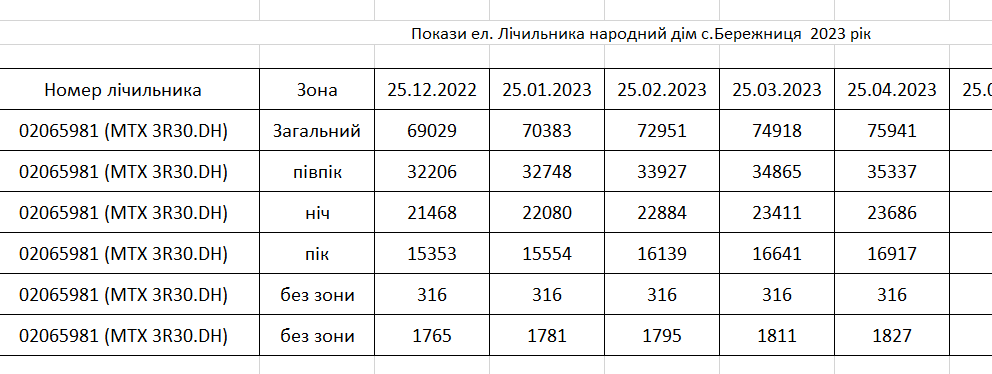 Покази ел. Лічильника народний дім с.Бережниця 2023 рік
Номер лічильника Зона 25.12.2022 25.01.2023 25.02.2023 25.03.2023 25.04.2023
02065981 (MTX 3R30.DH) Загальний 69029 70383 72951 74918 75941
02065981 (MTX 3R30.DH) півпік 32206 32748 33927 34865 35337
02065981 (MTX 3R30.DH) ніч 21468 22080 22884 23411 23686
02065981 (MTX 3R30.DH) пік 15353 15554 16139 16641 16917
02065981 (MTX 3R30.DH) без зони 316 316 316 316 316
02065981 (MTX 3R30.DH) без зони 1765 1781 1795 1811 1827